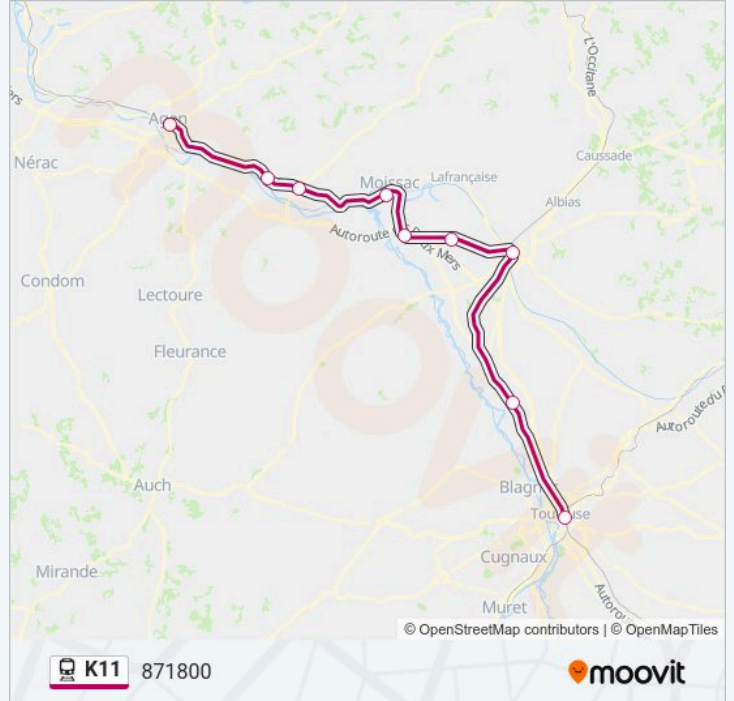 Agen
L'Occitane
Nérac
Caussade
Moissac
Lafrançaise
Albias
Autoroute des Deux Mers
Condom
Lectoure
Fleurance
Auch
Blagn
Toulouse
Cugnaux
Mirande
Muret
© OpenStreetMap contributors | © OpenMapTiles
K11 871800
moovit